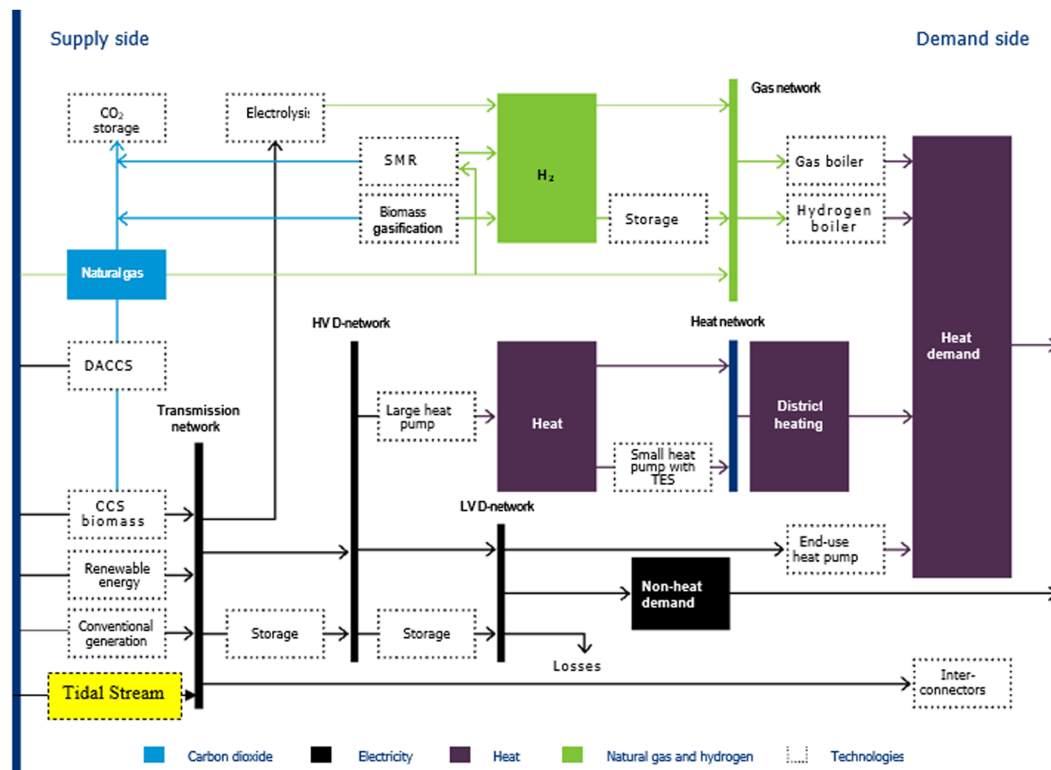 Supply side
Demand side
Gas network
CO₂
storage
Electrolysis
SMR
H₂
Gas boiler
Biomass
gasification
Storage
Hydrogen
boiler
Natural gas
HV D-network
Heat network
Heat
demand
DACCS
Transmission
network
Large heat
pump
Heat
District
heating
Small heat
pump with
TES
CCS
biomass
LV D-network
End-use
heat pump
Renewable
energy
Non-heat
demand
Conventional
generation
Storage
Storage
Losses
Tidal Stream
Inter-
connectors
Carbon dioxide
Electricity
Heat
Natural gas and hydrogen
Technologies